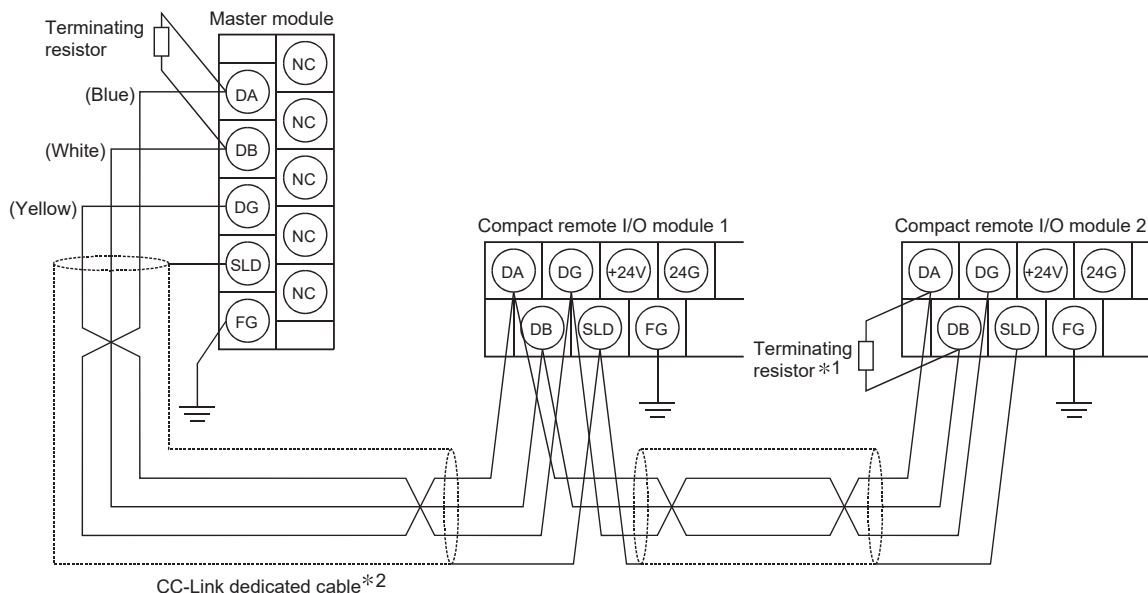 Terminating
resistor
Master module
NC
(Blue)
DA
NC
(White)
DB
NC
(Yellow)
DG
NC
SLD
NC
FG
Compact remote I/O module 1
DA
DG
+24V
24G
DB
SLD
FG
Compact remote I/O module 2
DA
DG
+24V
24G
DB
SLD
FG
Terminating
resistor *1
CC-Link dedicated cable*2